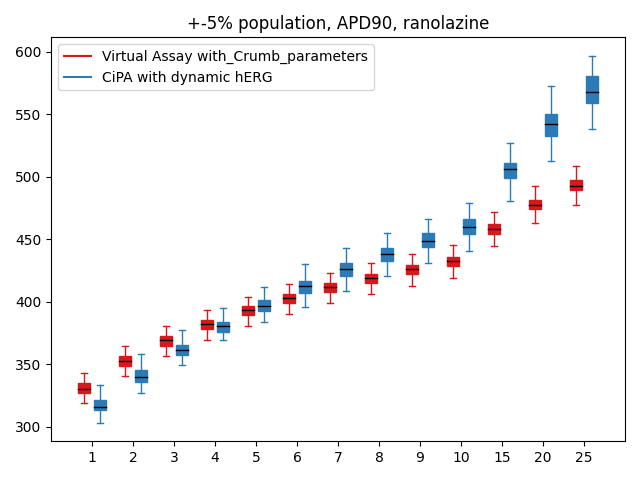 +-5% population, APD90, ranolazine
Virtual Assay with_Crumb_parameters
CiPA with dynamic hERG
600
550
500
450
400
350
300
1 2 3 4 5 6 7 8 9 10 15 20 25